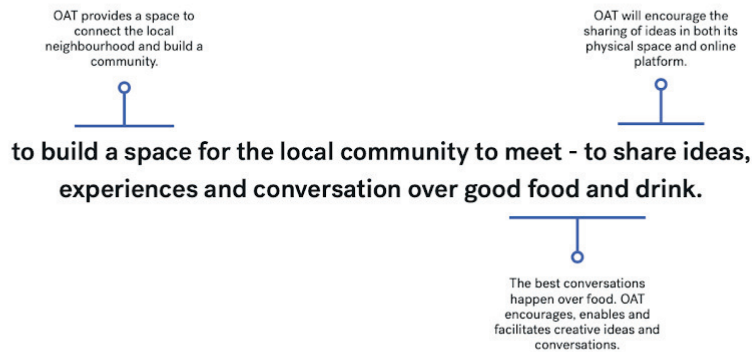 OAT provides a space to
connect the local
neighbourhood and build a
community.
OAT will encourage the
sharing of ideas in both its
physical space and online
platform.
to build a space for the local community to meet - to share ideas,
experiences and conversation over good food and drink.
The best conversations
happen over food. OAT
encourages, enables and
facilitates creative ideas and
conversations.